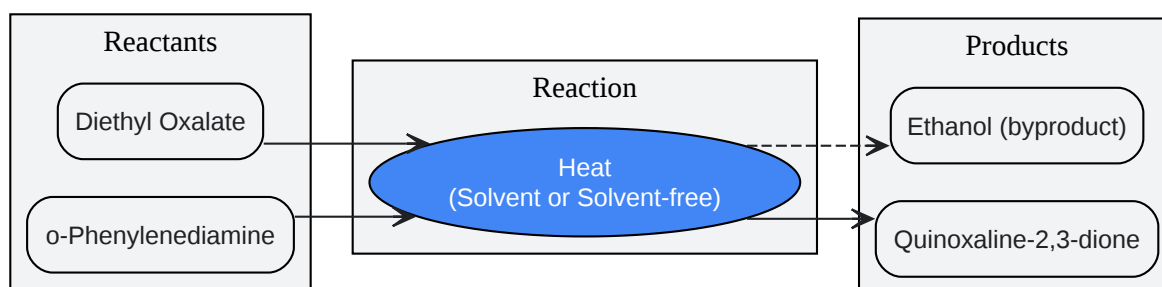 Reactants
Diethyl Oxalate
o-Phenylenediamine
Reaction
Heat
(Solvent or Solvent-free)
Products
Ethanol (byproduct)
Quinoxaline-2,3-dione